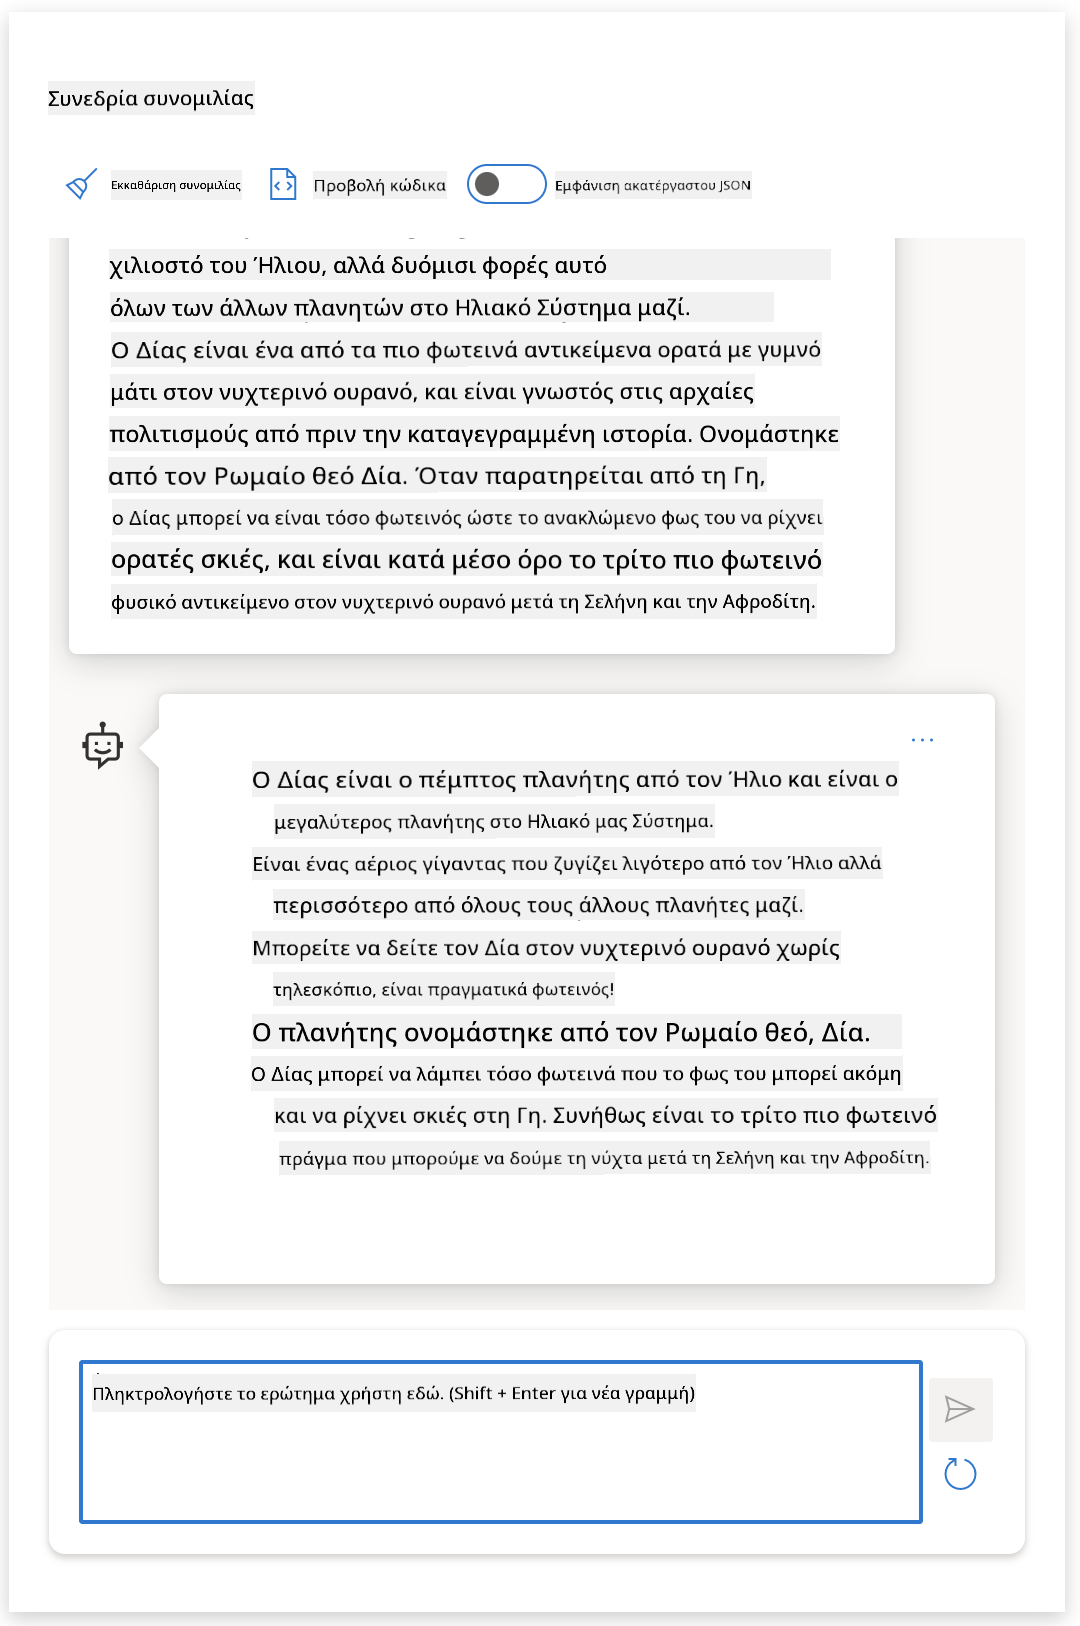 Συνεδρία συνομιλίας
Εκκαθάριση συνομιλίας
Προβολή κώδικα
Εμφάνιση ακατέργαστου JSON
χιλιοστό του Ήλιου, αλλά δυόμισι φορές αυτό
όλων των άλλων πλανητών στο Ηλιακό Σύστημα μαζί.
Ο Δίας είναι ένα από τα πιο φωτεινά αντικείμενα ορατά με γυμνό
μάτι στον νυχτερινό ουρανό, και είναι γνωστός στις αρχαίες
πολιτισμούς από πριν την καταγεγραμμένη ιστορία. Ονομάστηκε
από τον Ρωμαίο θεό Δία. Όταν παρατηρείται από τη Γη,
ο Δίας μπορεί να είναι τόσο φωτεινός ώστε το ανακλώμενο φως του να ρίχνει
ορατές σκιές, και είναι κατά μέσο όρο το τρίτο πιο φωτεινό
φυσικό αντικείμενο στον νυχτερινό ουρανό μετά τη Σελήνη και την Αφροδίτη.
Ο Δίας είναι ο πέμπτος πλανήτης από τον Ήλιο και είναι ο
μεγαλύτερος πλανήτης στο Ηλιακό μας Σύστημα.
Είναι ένας αέριος γίγαντας που ζυγίζει λιγότερο από τον Ήλιο αλλά
περισσότερο από όλους τους άλλους πλανήτες μαζί.
Μπορείτε να δείτε τον Δία στον νυχτερινό ουρανό χωρίς
τηλεσκόπιο, είναι πραγματικά φωτεινός!
Ο πλανήτης ονομάστηκε από τον Ρωμαίο θεό, Δία.
Ο Δίας μπορεί να λάμπει τόσο φωτεινά που το φως του μπορεί ακόμη
και να ρίχνει σκιές στη Γη. Συνήθως είναι το τρίτο πιο φωτεινό
πράγμα που μπορούμε να δούμε τη νύχτα μετά τη Σελήνη και την Αφροδίτη.
Πληκτρολογήστε το ερώτημα χρήστη εδώ. (Shift + Enter για νέα γραμμή)